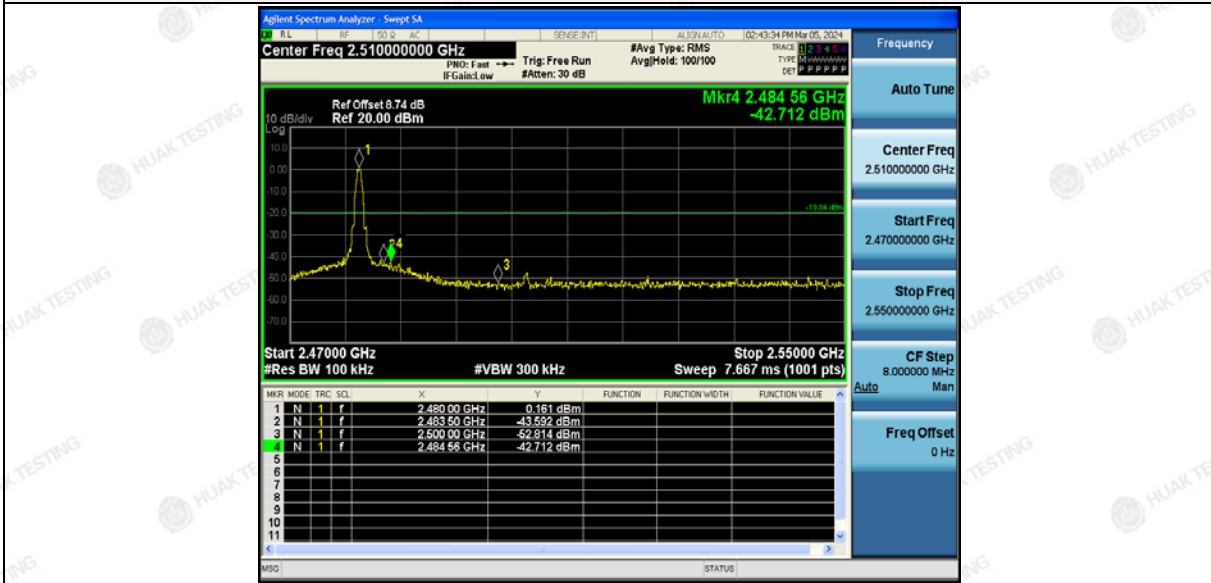 Agilent Spectrum Analyzer - Swept SA
RL RF 50 Ω AC SENSE:INT ALIGN AUTO 02:43:34 PM Mar 05, 2024
Center Freq 2.510000000 GHz
PNO: Fast
IFGain:Low
Trig: Free Run
#Atten: 30 dB
#Avg Type: RMS
Avg|Hold: 100/100
TRACE 1 2 3 4 5 6
TYPE M W W W W W
DET P P P P P P
Frequency
Auto Tune
Center Freq
2.510000000 GHz
Start Freq
2.470000000 GHz
Stop Freq
2.550000000 GHz
CF Step
8.000000 MHz
Auto Man
Freq Offset
0 Hz
Mkr4 2.484 56 GHz
-42.712 dBm
Ref Offset 8.74 dB
10 dB/div Ref 20.00 dBm
Log
10.0
0.00
-10.0
-20.0
-30.0
-40.0
-50.0
-60.0
-70.0
1
4
3
-19.84 dBm
Start 2.47000 GHz Stop 2.55000 GHz
#Res BW 100 kHz #VBW 300 kHz Sweep 7.667 ms (1001 pts)
MKR MODE TRC SCL X Y FUNCTION FUNCTION WIDTH FUNCTION VALUE
1 N 1 f 2.480 00 GHz 0.161 dBm
2 N 1 f 2.483 50 GHz -43.592 dBm
3 N 1 f 2.500 00 GHz -52.814 dBm
4 N 1 f 2.484 56 GHz -42.712 dBm
5
6
7
8
9
10
11
MSG STATUS
HUAK TESTING
HUAK TESTING
HUAK TESTING
HUAK TESTING